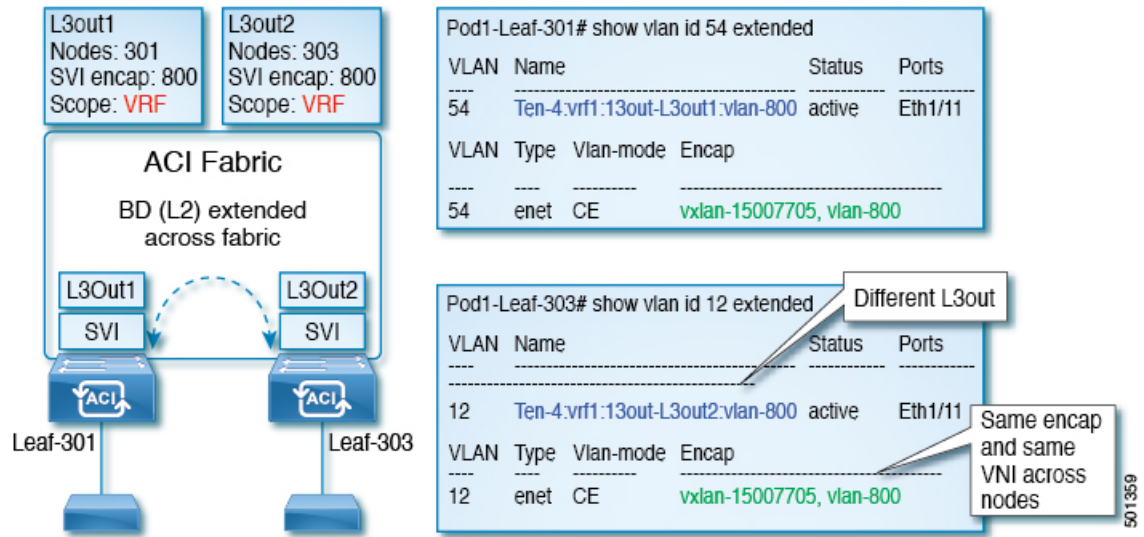 L3out1
Nodes: 301
SVI encap: 800
Scope: VRF
L3out2
Nodes: 303
SVI encap: 800
Scope: VRF
ACI Fabric
BD (L2) extended
across fabric
L3Out1
SVI
L3Out2
SVI
ACI
ACI
Leaf-301
Leaf-303
Pod1-Leaf-301# show vlan id 54 extended
VLAN Name Status Ports
---- -------------------------------- ------------ ------------
54 Ten-4:vrf1:13out-L3out1:vlan-800 active Eth1/11
VLAN Type Vlan-mode Encap
---- ---- ---------- -------------------------------
54 enet CE vxlan-15007705, vlan-800
Pod1-Leaf-303# show vlan id 12 extended
VLAN Name Status Ports
---- -------------------------------- ------------ ------------
--------------------------------------
12 Ten-4:vrf1:13out-L3out2:vlan-800 active Eth1/11
VLAN Type Vlan-mode Encap
---- ---- ---------- -------------------------------
12 enet CE vxlan-15007705, vlan-800
Different L3out
Same encap
and same
VNI across
nodes
501359